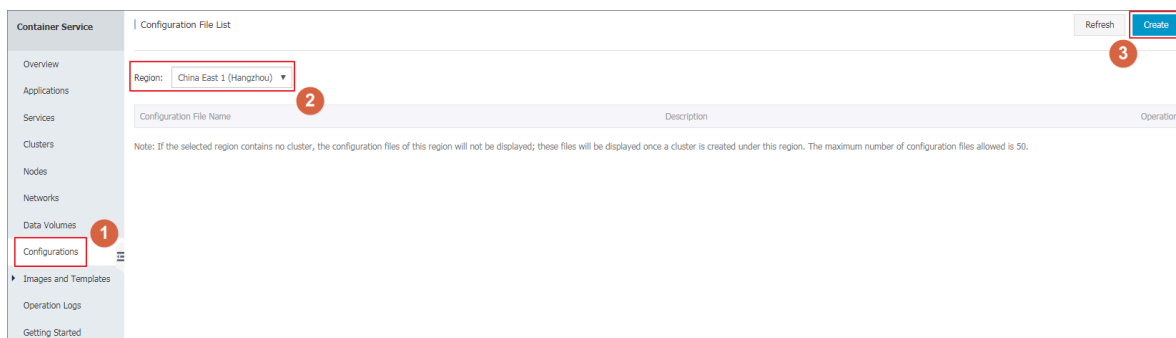 Container Service
Configuration File List
Refresh
Create
3
Overview
Region: China East 1 (Hangzhou)
2
Applications
Services
Configuration File Name Description Operation
Clusters
Note: If the selected region contains no cluster, the configuration files of this region will not be displayed; these files will be displayed once a cluster is created under this region. The maximum number of configuration files allowed is 50.
Nodes
Networks
Data Volumes
1
Configurations
Images and Templates
Operation Logs
Getting Started